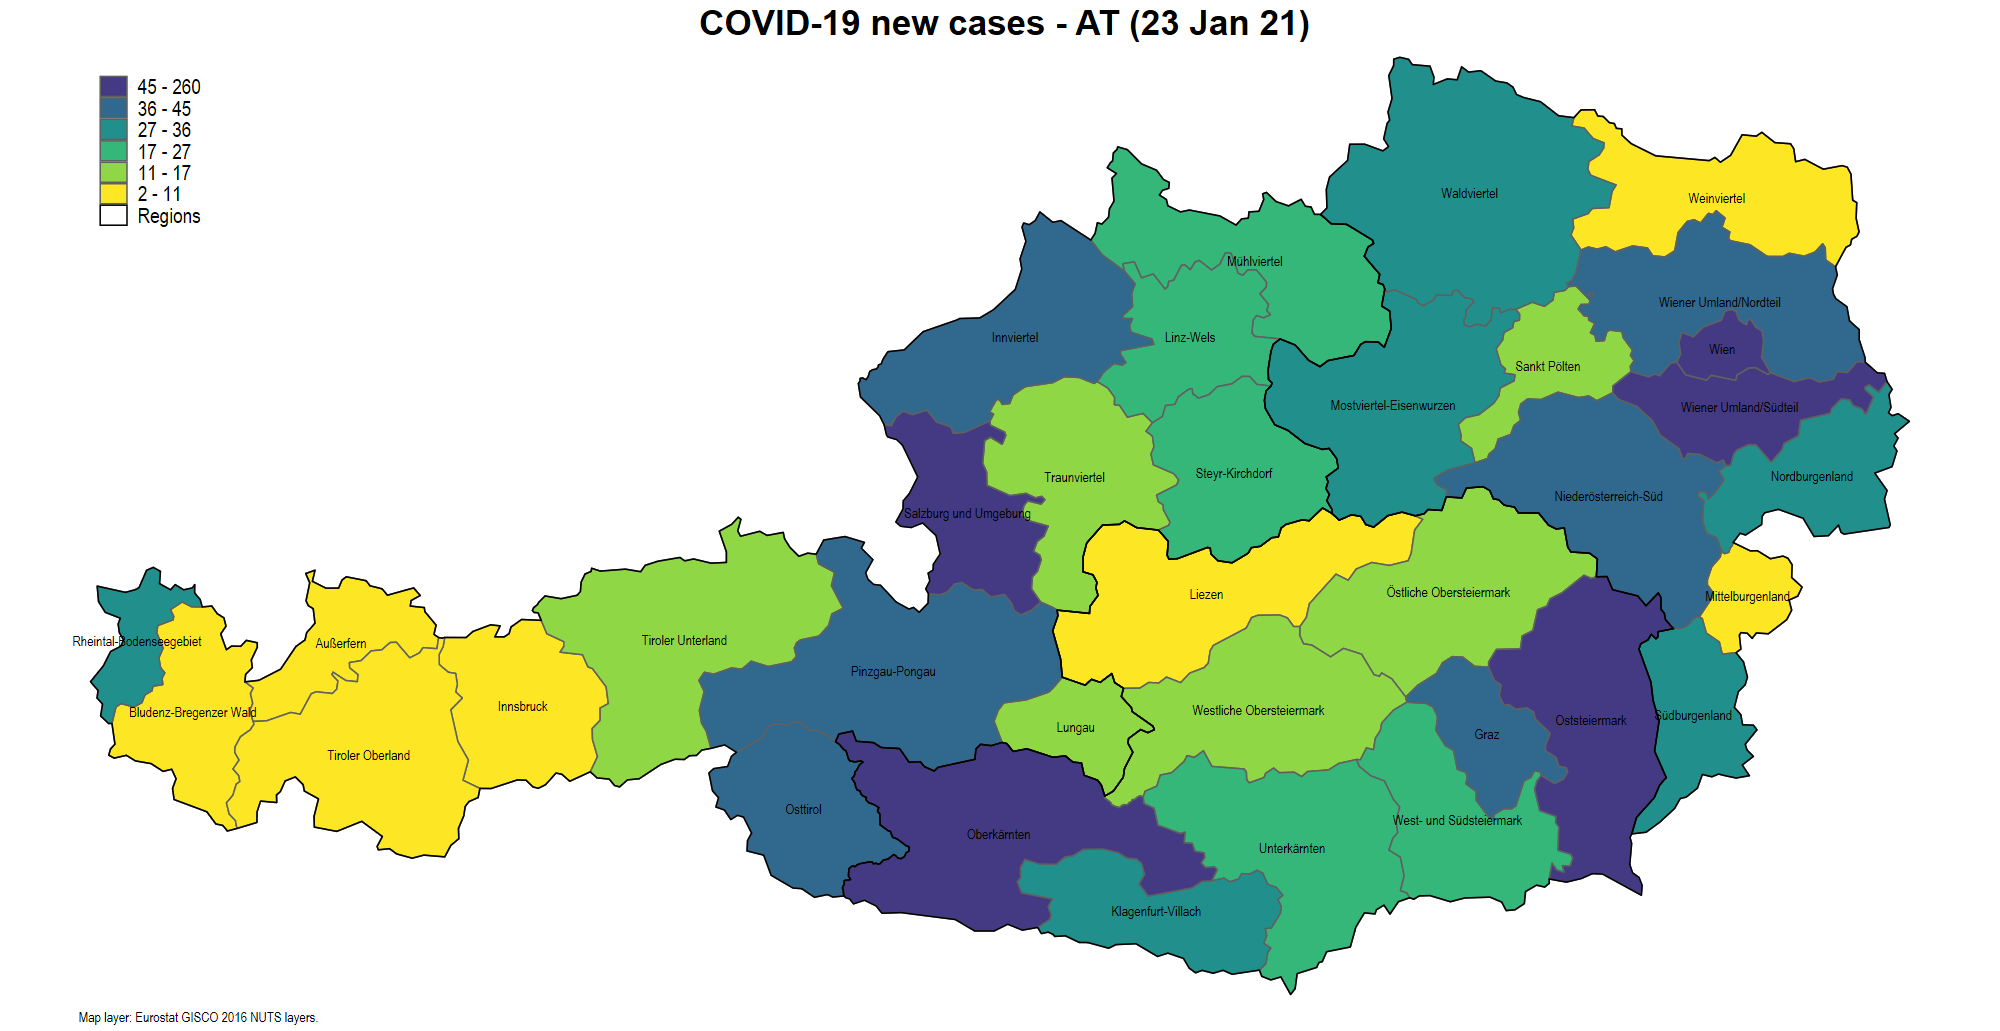 COVID-19 new cases - AT (23 Jan 21)
45 - 260
36 - 45
27 - 36
17 - 27
11 - 17
2 - 11
Regions
Waldviertel
Weinviertel
Mühlviertel
Wiener Umland/Nordteil
Innviertel
Linz-Wels
Wien
Sankt Pölten
Mostviertel-Eisenwurzen
Wiener Umland/Südteil
Steyr-Kirchdorf
Traunviertel
Nordburgenland
Niederösterreich-Süd
Salzburg und Umgebung
Östliche Obersteiermark
Liezen
Mittelburgenland
Rheintal-Bodenseegebiet
Außerfern
Tiroler Unterland
Pinzgau-Pongau
Innsbruck
Bludenz-Bregenzer Wald
Westliche Obersteiermark
Südburgenland
Oststeiermark
Lungau
Graz
Tiroler Oberland
Osttirol
West- und Südsteiermark
Oberkärnten
Unterkärnten
Klagenfurt-Villach
Map layer: Eurostat GISCO 2016 NUTS layers.